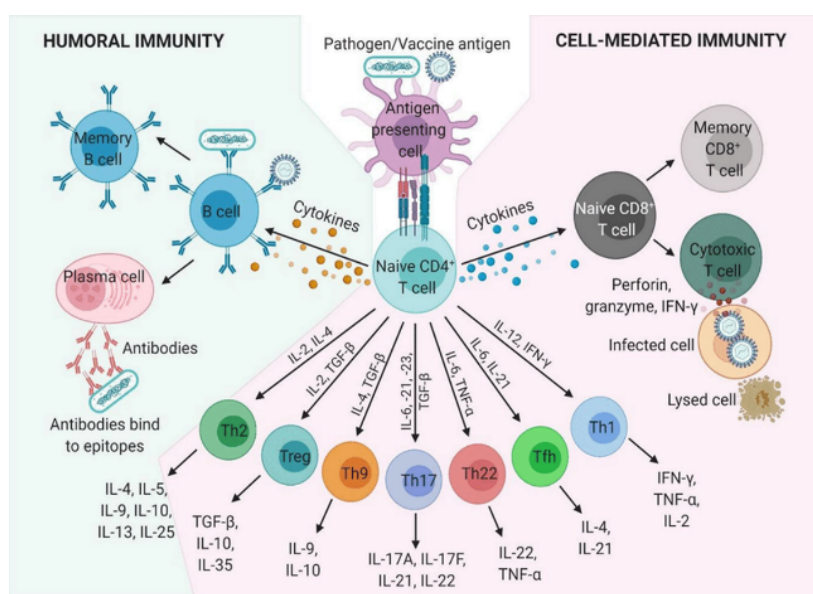 HUMORAL IMMUNITY
Pathogen/Vaccine antigen
CELL-MEDIATED IMMUNITY
Antigen
presenting
cell
Memory
B cell
B cell
Cytokines
Plasma cell
Antibodies
Antibodies bind
to epitopes
Naive CD4⁺
T cell
Cytokines
Naive CD8⁺
T cell
Memory
CD8⁺
T cell
Cytotoxic
T cell
Perforin,
granzyme, IFN-γ
Infected cell
Lysed cell
IL-2, IL-4
IL-2, TGF-β
IL-4, TGF-β
IL-6, -21, -23,
TGF-β
IL-6, TNF-α
IL-6, IL-21
IL-12, IFN-γ
Th2
Treg
Th9
Th17
Th22
Tfh
Th1
IL-4, IL-5,
IL-9, IL-10,
IL-13, IL-25
TGF-β,
IL-10,
IL-35
IL-9,
IL-10
IL-17A, IL-17F,
IL-21, IL-22
IL-22,
TNF-α
IL-4,
IL-21
IFN-γ,
TNF-α,
IL-2